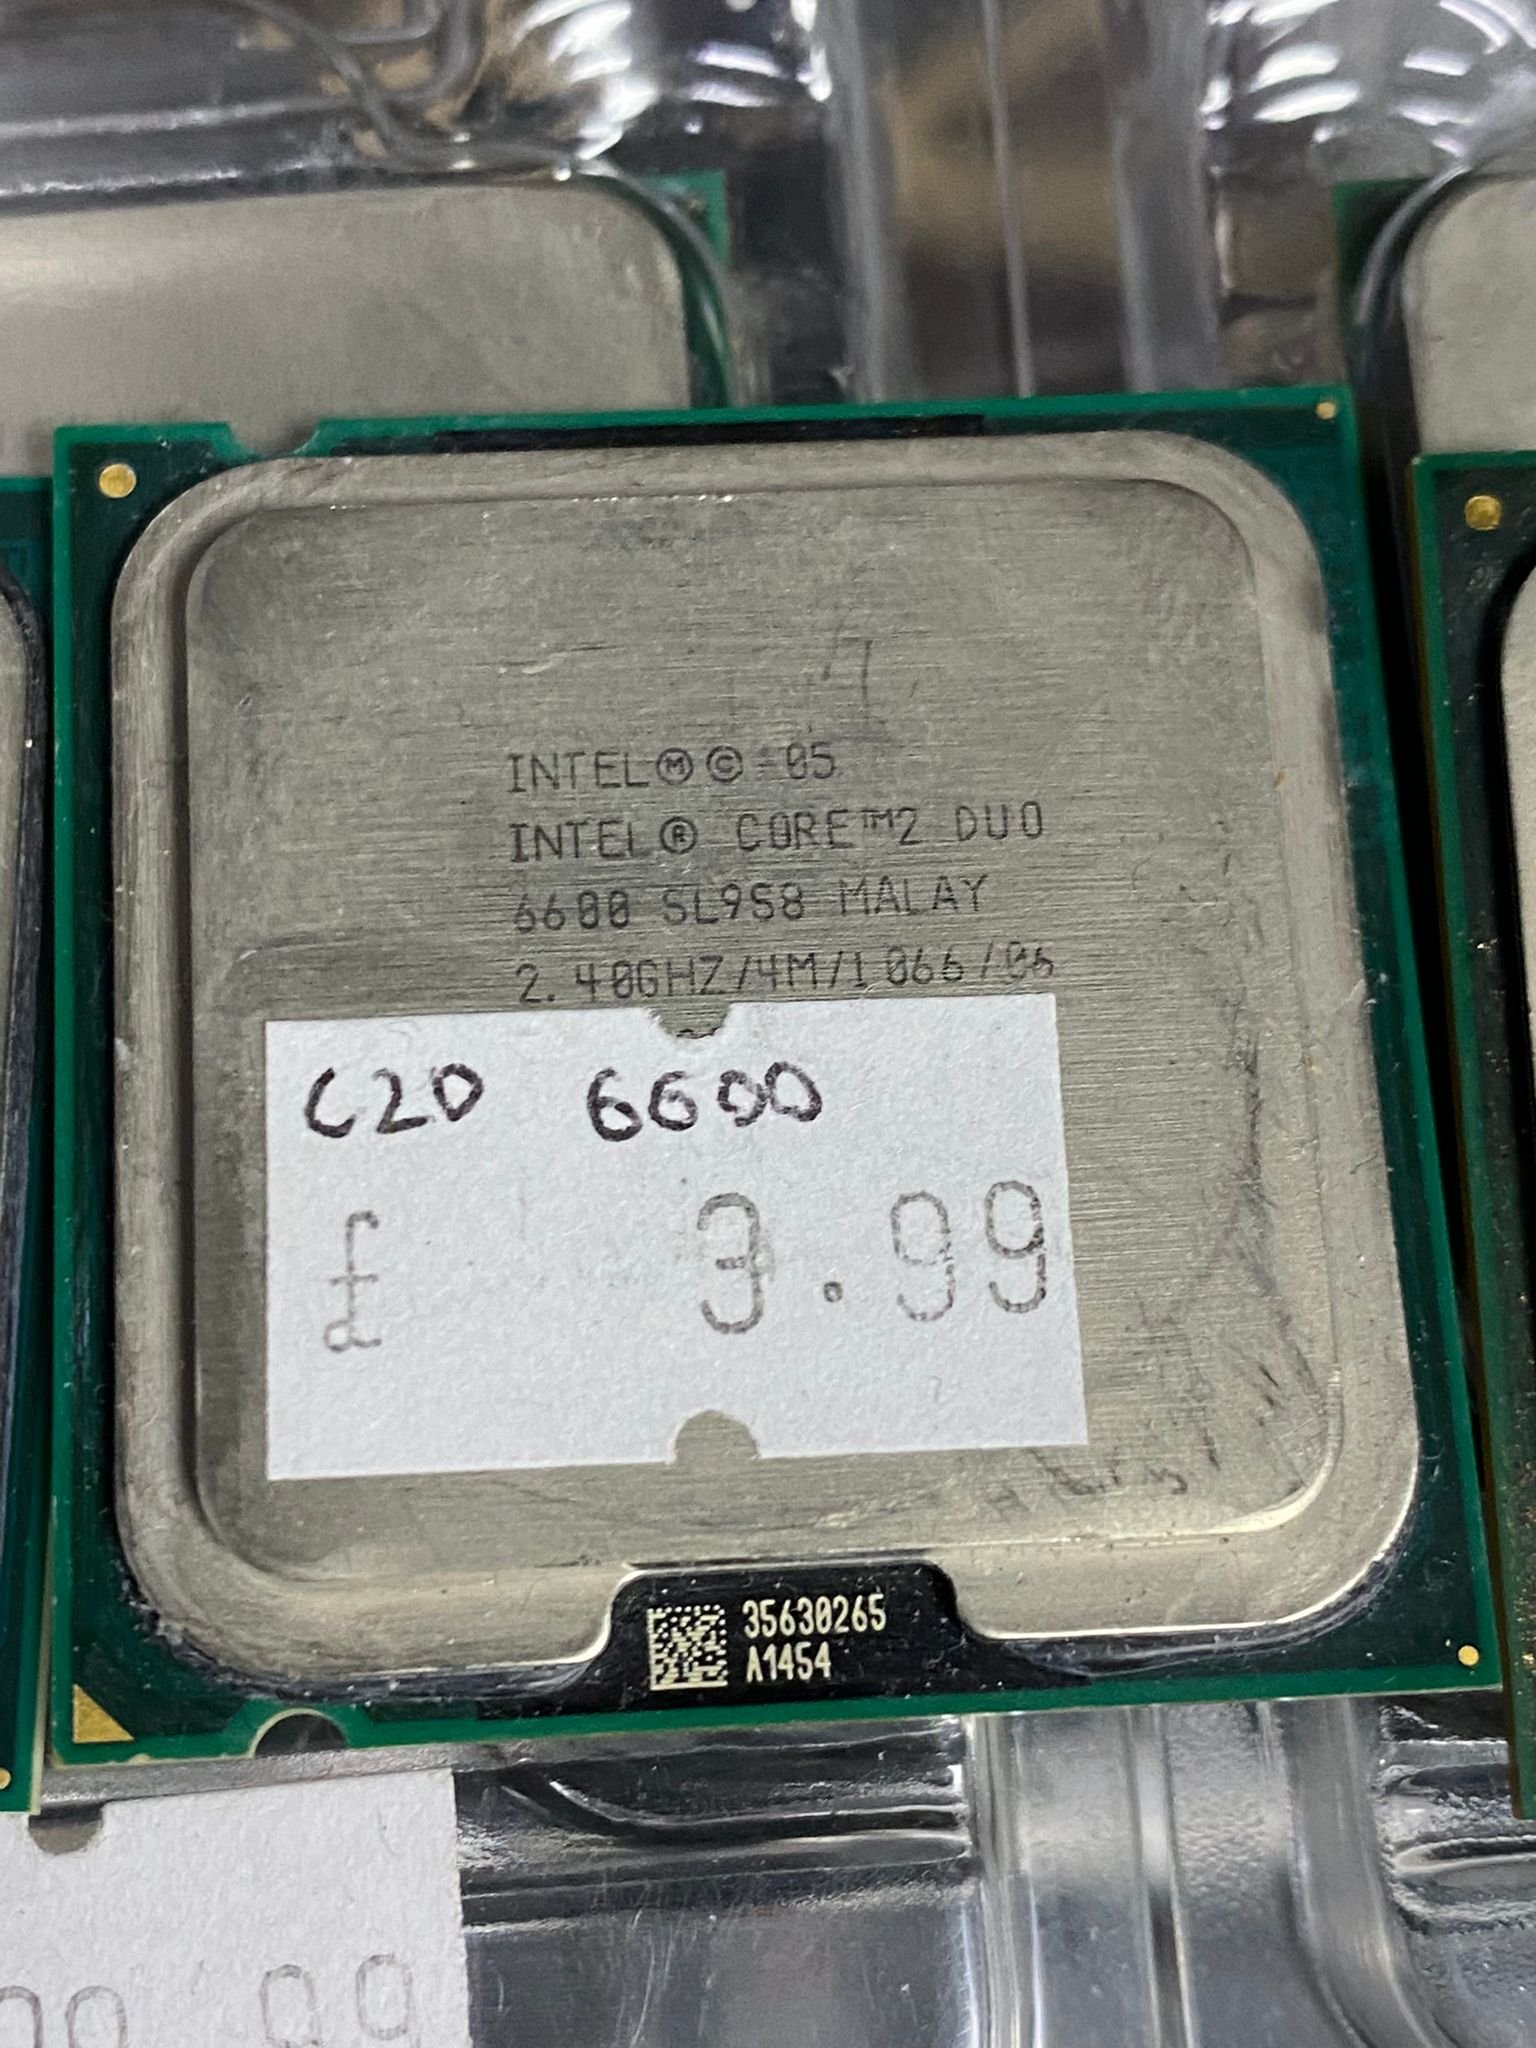 INTEL Ⓜ © 05
INTEL® CORE™2 DUO
6600 SL9S8 MALAY
2.40GHZ/4M/1066/06
C2D 6600
£ 3.99
35630265
A1454